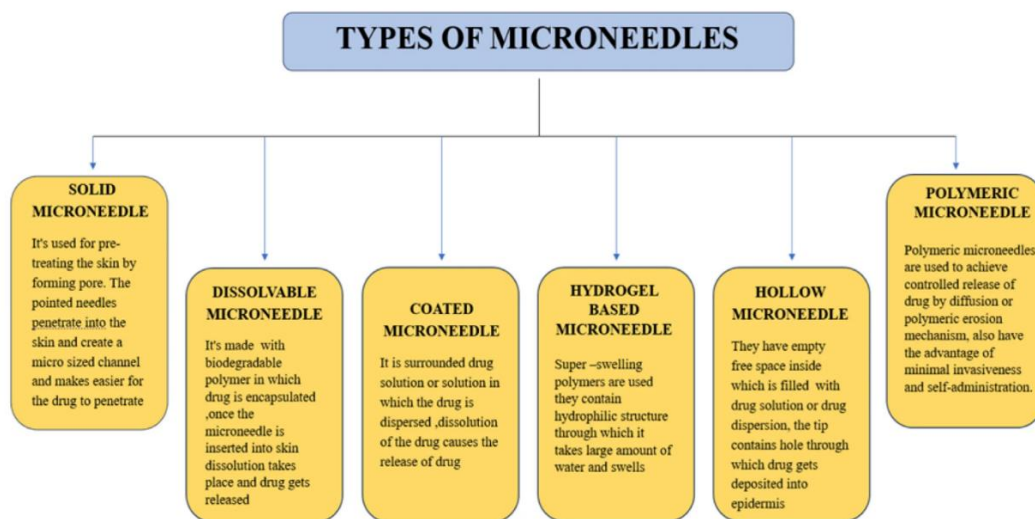 TYPES OF MICRONEEDLES
SOLID
MICRONEEDLE
It's used for pre-
treating the skin by
forming pore. The
pointed needles
penetrate into the
skin and create a
micro sized channel
and makes easier for
the drug to penetrate
DISSOLVABLE
MICRONEEDLE
It's made with
biodegradable
polymer in which
drug is encapsulated
,once the
microneedle is
inserted into skin
dissolution takes
place and drug gets
released
COATED
MICRONEEDLE
It is surrounded drug
solution or solution in
which the drug is
dispersed ,dissolution
of the drug causes the
release of drug
HYDROGEL
BASED
MICRONEEDLE
Super –swelling
polymers are used
they contain
hydrophilic structure
through which it
takes large amount of
water and swells
HOLLOW
MICRONEEDLE
They have empty
free space inside
which is filled with
drug solution or drug
dispersion, the tip
contains hole through
which drug gets
deposited into
epidermis
POLYMERIC
MICRONEEDLE
Polymeric microneedles
are used to achieve
controlled release of
drug by diffusion or
polymeric erosion
mechanism, also have
the advantage of
minimal invasiveness
and self-administration.